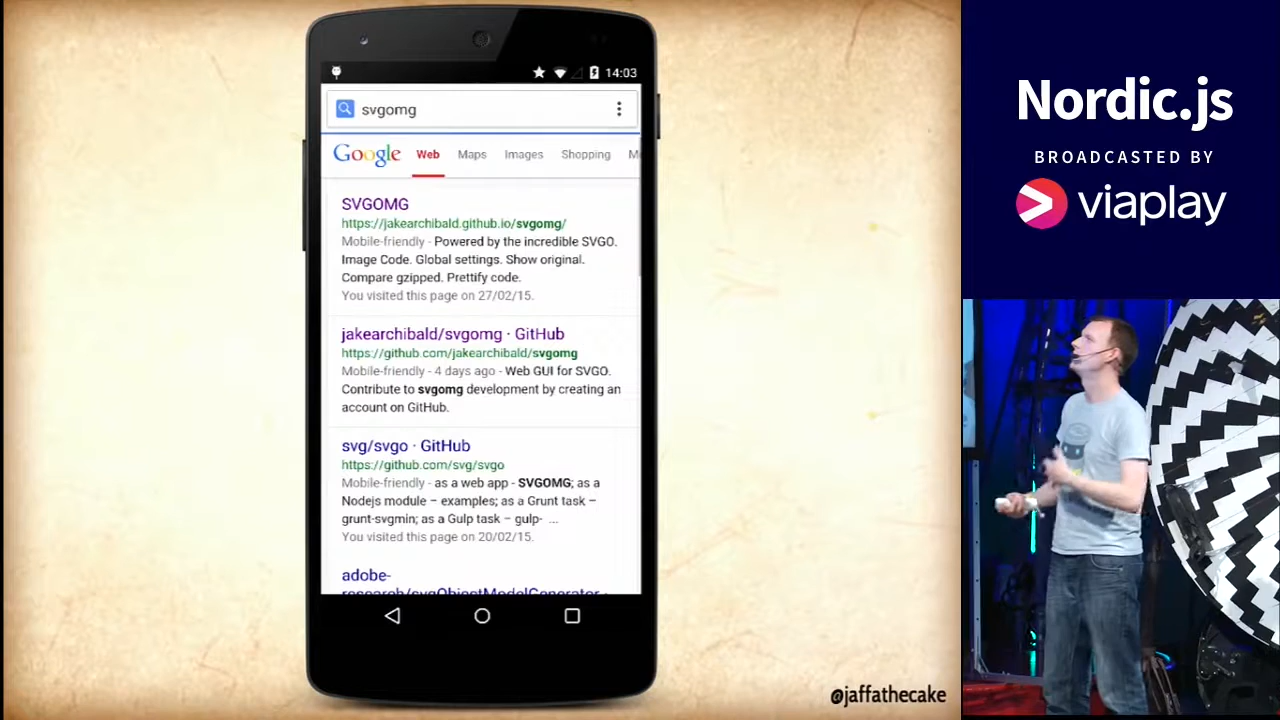 14:03
svgomg
Google Web Maps Images Shopping
SVGOMG
https://jakearchibald.github.io/svgomg/
Mobile-friendly - Powered by the incredible SVGO.
Image Code. Global settings. Show original.
Compare gzipped. Prettify code.
You visited this page on 27/02/15.
jakearchibald/svgomg · GitHub
https://github.com/jakearchibald/svgomg
Mobile-friendly - 4 days ago - Web GUI for SVGO.
Contribute to svgomg development by creating an
account on GitHub.
svg/svgo · GitHub
https://github.com/svg/svgo
Mobile-friendly - as a web app - SVGOMG; as a
Nodejs module – examples; as a Grunt task –
grunt-svgmin; as a Gulp task – gulp- ...
You visited this page on 20/02/15.
adobe-
research/svgObjectModelGenerator ·
@jaffathecake
Nordic.js
BROADCASTED BY
viaplay